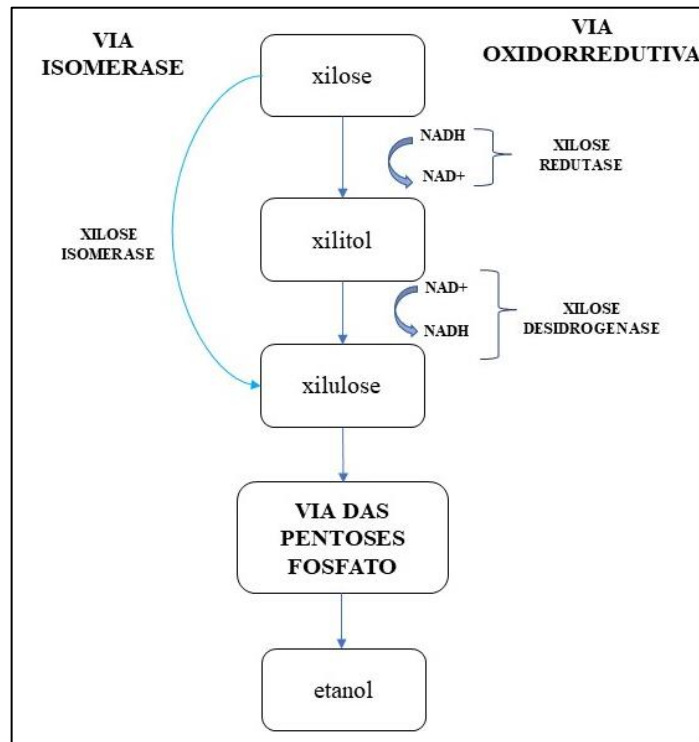 VIA
ISOMERASE
VIA
OXIDORREDUTIVA
xilose
NADH
NAD+
XILOSE
REDUTASE
xilitol
XILOSE
ISOMERASE
NAD+
NADH
XILOSE
DESIDROGENASE
xilulose
VIA DAS
PENTOSES
FOSFATO
etanol